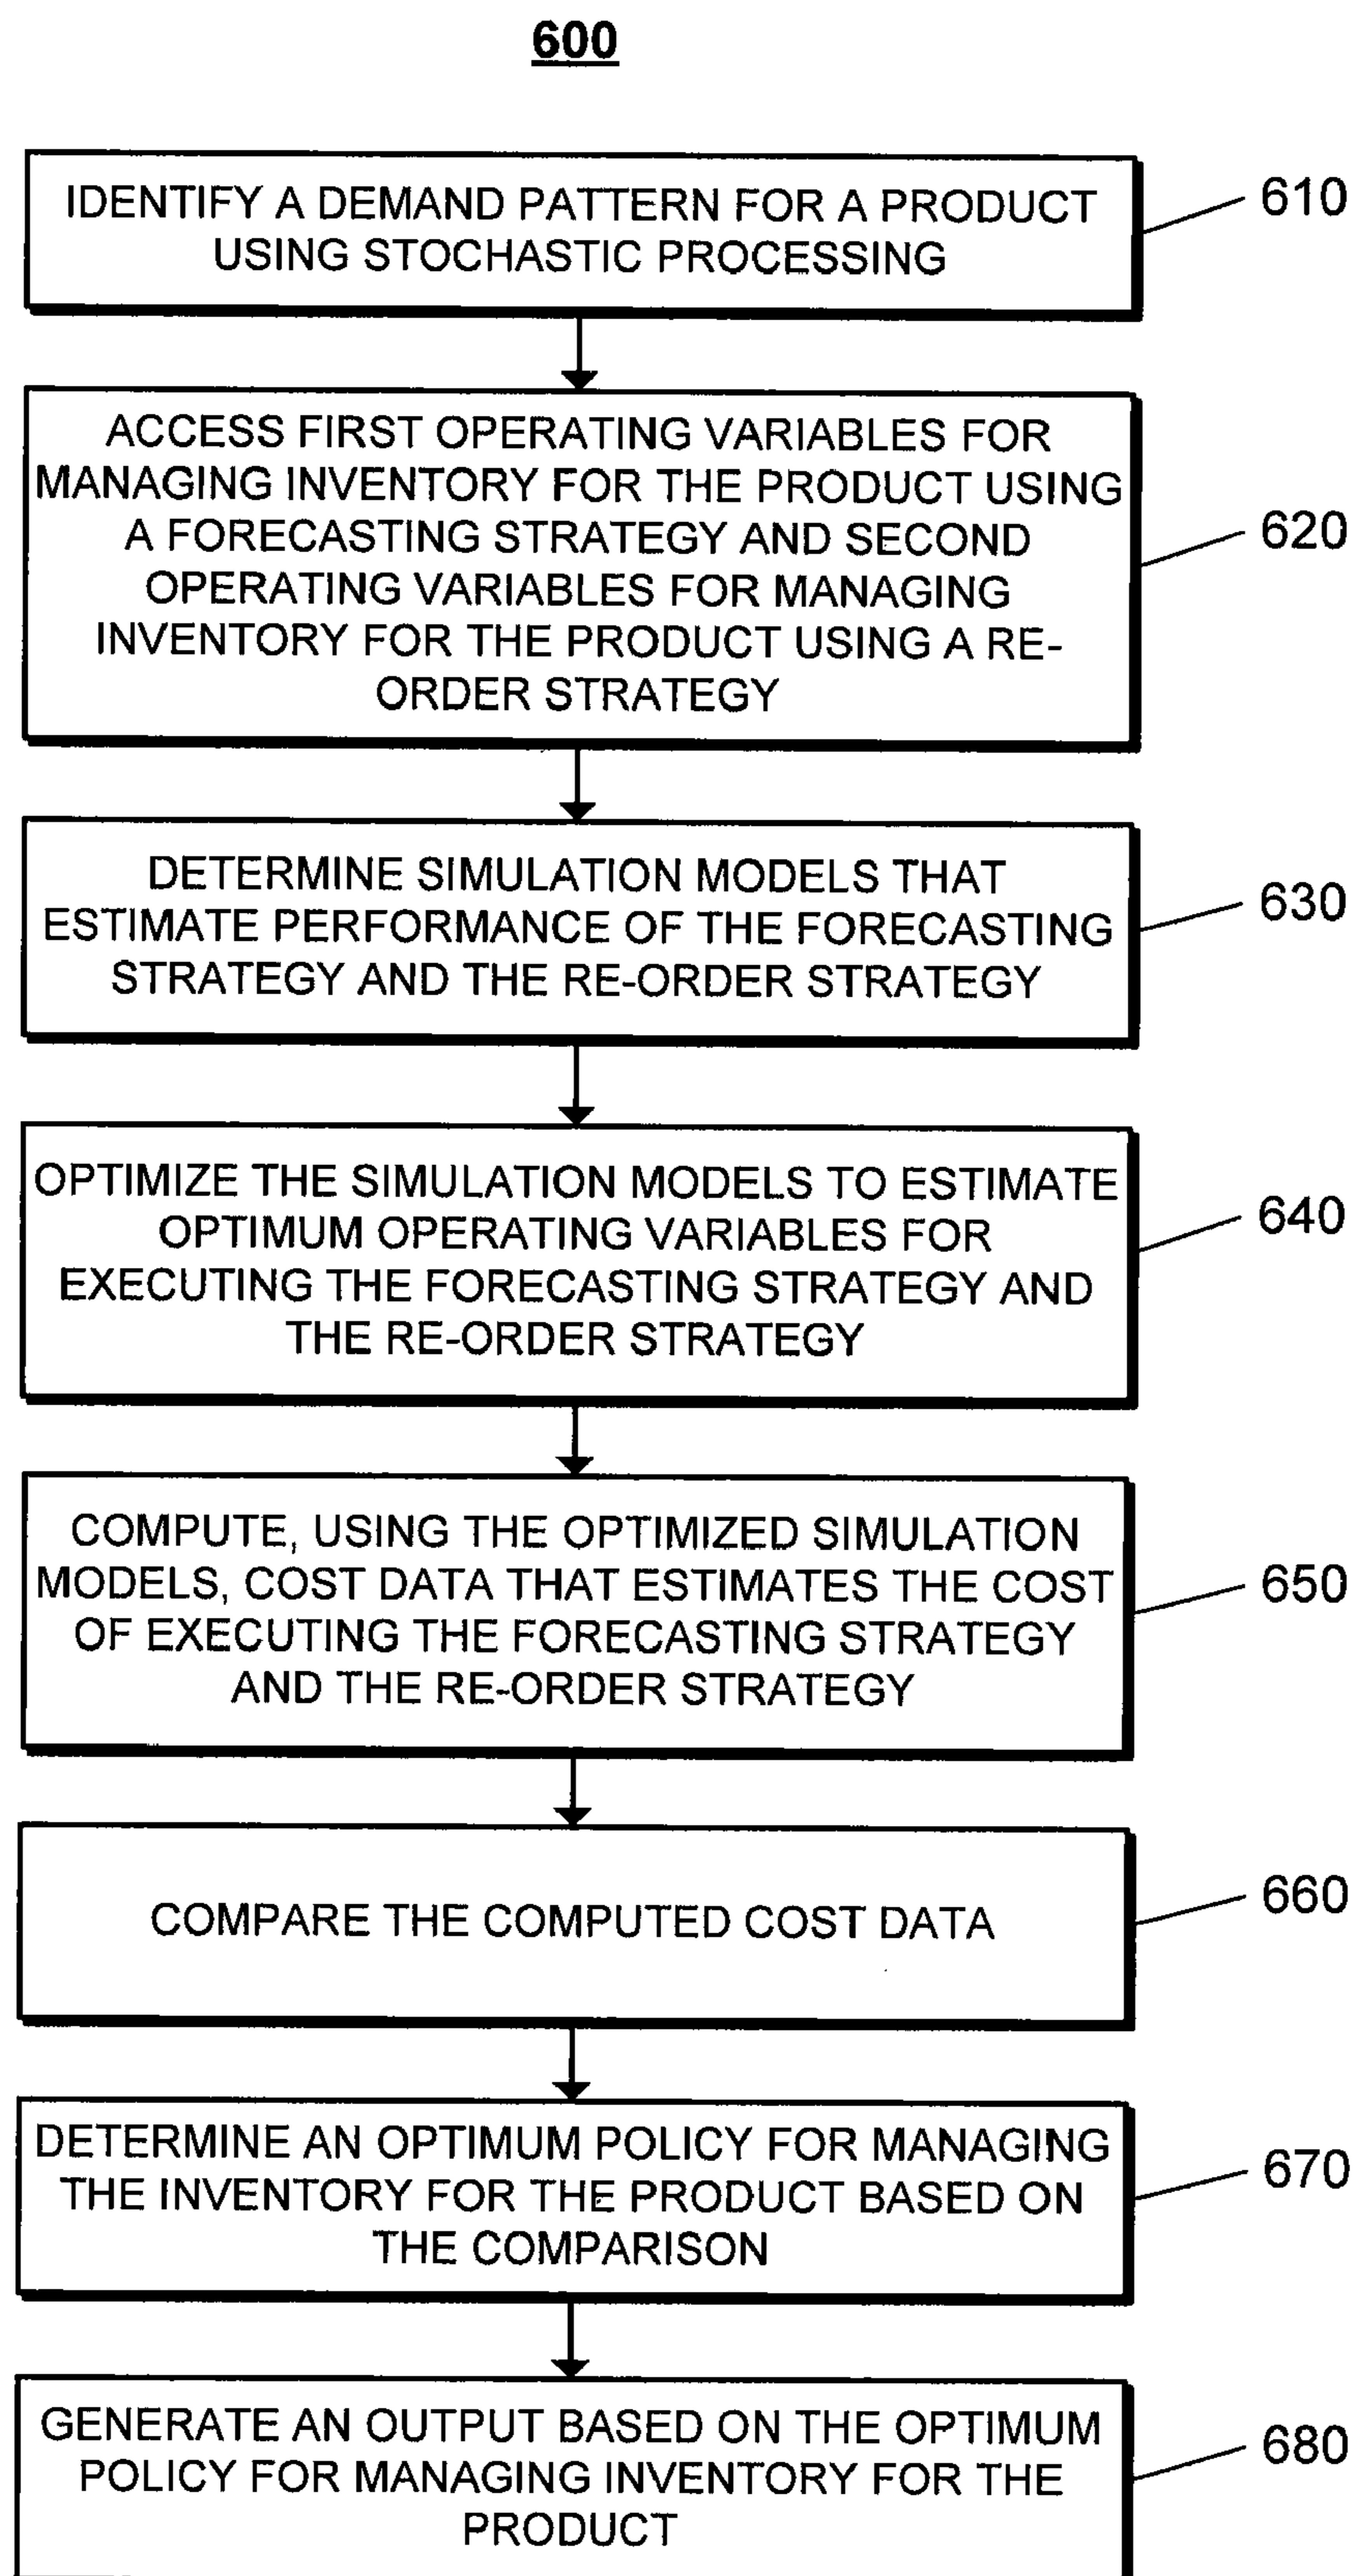 600
IDENTIFY A DEMAND PATTERN FOR A PRODUCT
USING STOCHASTIC PROCESSING
610
ACCESS FIRST OPERATING VARIABLES FOR
MANAGING INVENTORY FOR THE PRODUCT USING
A FORECASTING STRATEGY AND SECOND
OPERATING VARIABLES FOR MANAGING
INVENTORY FOR THE PRODUCT USING A RE-
ORDER STRATEGY
620
DETERMINE SIMULATION MODELS THAT
ESTIMATE PERFORMANCE OF THE FORECASTING
STRATEGY AND THE RE-ORDER STRATEGY
630
OPTIMIZE THE SIMULATION MODELS TO ESTIMATE
OPTIMUM OPERATING VARIABLES FOR
EXECUTING THE FORECASTING STRATEGY AND
THE RE-ORDER STRATEGY
640
COMPUTE, USING THE OPTIMIZED SIMULATION
MODELS, COST DATA THAT ESTIMATES THE COST
OF EXECUTING THE FORECASTING STRATEGY
AND THE RE-ORDER STRATEGY
650
COMPARE THE COMPUTED COST DATA
660
DETERMINE AN OPTIMUM POLICY FOR MANAGING
THE INVENTORY FOR THE PRODUCT BASED ON
THE COMPARISON
670
GENERATE AN OUTPUT BASED ON THE OPTIMUM
POLICY FOR MANAGING INVENTORY FOR THE
PRODUCT
680